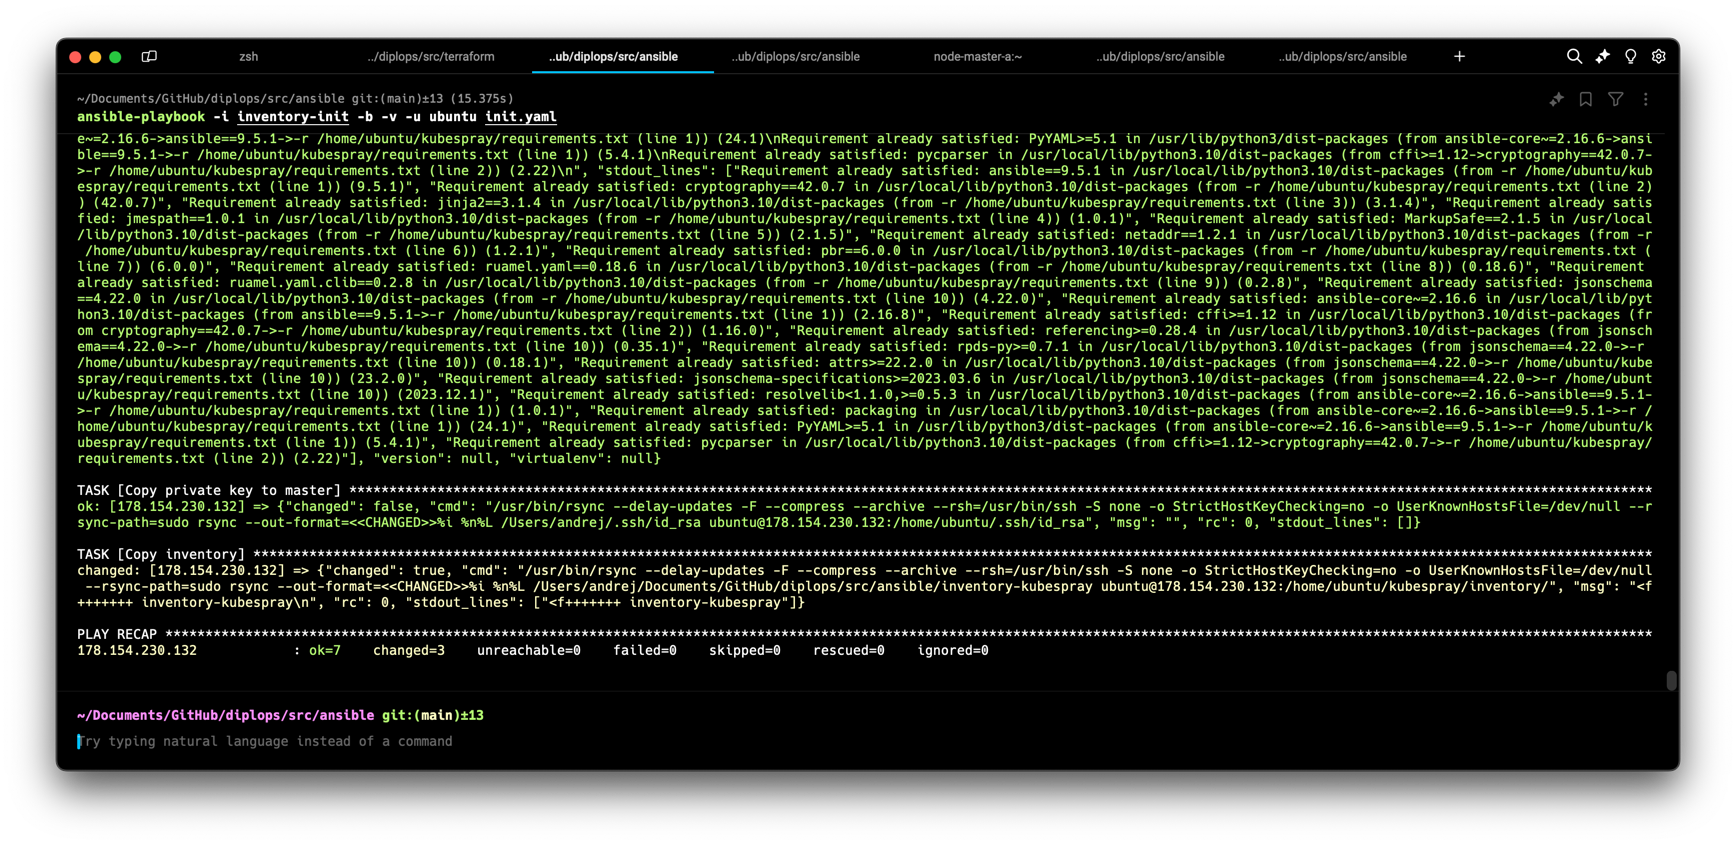 zsh
../diplops/src/terraform
..ub/diplops/src/ansible
..ub/diplops/src/ansible
node-master-a:~
..ub/diplops/src/ansible
..ub/diplops/src/ansible
~/Documents/GitHub/diplops/src/ansible git:(main)±13 (15.375s)
ansible-playbook -i inventory-init -b -v -u ubuntu init.yaml
e~=2.16.6->ansible==9.5.1->-r /home/ubuntu/kubespray/requirements.txt (line 1)) (24.1)\nRequirement already satisfied: PyYAML>=5.1 in /usr/lib/python3/dist-packages (from ansible-core~=2.16.6->ansi
ble==9.5.1->-r /home/ubuntu/kubespray/requirements.txt (line 1)) (5.4.1)\nRequirement already satisfied: pycparser in /usr/local/lib/python3.10/dist-packages (from cffi>=1.12->cryptography==42.0.7-
>-r /home/ubuntu/kubespray/requirements.txt (line 2)) (2.22)\n", "stdout_lines": ["Requirement already satisfied: ansible==9.5.1 in /usr/local/lib/python3.10/dist-packages (from -r /home/ubuntu/kub
espray/requirements.txt (line 1)) (9.5.1)", "Requirement already satisfied: cryptography==42.0.7 in /usr/local/lib/python3.10/dist-packages (from -r /home/ubuntu/kubespray/requirements.txt (line 2)
) (42.0.7)", "Requirement already satisfied: jinja2==3.1.4 in /usr/local/lib/python3.10/dist-packages (from -r /home/ubuntu/kubespray/requirements.txt (line 3)) (3.1.4)", "Requirement already satis
fied: jmespath==1.0.1 in /usr/local/lib/python3.10/dist-packages (from -r /home/ubuntu/kubespray/requirements.txt (line 4)) (1.0.1)", "Requirement already satisfied: MarkupSafe==2.1.5 in /usr/local
/lib/python3.10/dist-packages (from -r /home/ubuntu/kubespray/requirements.txt (line 5)) (2.1.5)", "Requirement already satisfied: netaddr==1.2.1 in /usr/local/lib/python3.10/dist-packages (from -r
 /home/ubuntu/kubespray/requirements.txt (line 6)) (1.2.1)", "Requirement already satisfied: pbr==6.0.0 in /usr/local/lib/python3.10/dist-packages (from -r /home/ubuntu/kubespray/requirements.txt (
line 7)) (6.0.0)", "Requirement already satisfied: ruamel.yaml==0.18.6 in /usr/local/lib/python3.10/dist-packages (from -r /home/ubuntu/kubespray/requirements.txt (line 8)) (0.18.6)", "Requirement
already satisfied: ruamel.yaml.clib==0.2.8 in /usr/local/lib/python3.10/dist-packages (from -r /home/ubuntu/kubespray/requirements.txt (line 9)) (0.2.8)", "Requirement already satisfied: jsonschema
==4.22.0 in /usr/local/lib/python3.10/dist-packages (from -r /home/ubuntu/kubespray/requirements.txt (line 10)) (4.22.0)", "Requirement already satisfied: ansible-core~=2.16.6 in /usr/local/lib/pyt
hon3.10/dist-packages (from ansible==9.5.1->-r /home/ubuntu/kubespray/requirements.txt (line 1)) (2.16.8)", "Requirement already satisfied: cffi>=1.12 in /usr/local/lib/python3.10/dist-packages (fr
om cryptography==42.0.7->-r /home/ubuntu/kubespray/requirements.txt (line 2)) (1.16.0)", "Requirement already satisfied: referencing>=0.28.4 in /usr/local/lib/python3.10/dist-packages (from jsonsch
ema==4.22.0->-r /home/ubuntu/kubespray/requirements.txt (line 10)) (0.35.1)", "Requirement already satisfied: rpds-py>=0.7.1 in /usr/local/lib/python3.10/dist-packages (from jsonschema==4.22.0->-r
/home/ubuntu/kubespray/requirements.txt (line 10)) (0.18.1)", "Requirement already satisfied: attrs>=22.2.0 in /usr/local/lib/python3.10/dist-packages (from jsonschema==4.22.0->-r /home/ubuntu/kube
spray/requirements.txt (line 10)) (23.2.0)", "Requirement already satisfied: jsonschema-specifications>=2023.03.6 in /usr/local/lib/python3.10/dist-packages (from jsonschema==4.22.0->-r /home/ubunt
u/kubespray/requirements.txt (line 10)) (2023.12.1)", "Requirement already satisfied: resolvelib<1.1.0,>=0.5.3 in /usr/local/lib/python3.10/dist-packages (from ansible-core~=2.16.6->ansible==9.5.1-
>-r /home/ubuntu/kubespray/requirements.txt (line 1)) (1.0.1)", "Requirement already satisfied: packaging in /usr/local/lib/python3.10/dist-packages (from ansible-core~=2.16.6->ansible==9.5.1->-r /
home/ubuntu/kubespray/requirements.txt (line 1)) (24.1)", "Requirement already satisfied: PyYAML>=5.1 in /usr/lib/python3/dist-packages (from ansible-core~=2.16.6->ansible==9.5.1->-r /home/ubuntu/k
ubespray/requirements.txt (line 1)) (5.4.1)", "Requirement already satisfied: pycparser in /usr/local/lib/python3.10/dist-packages (from cffi>=1.12->cryptography==42.0.7->-r /home/ubuntu/kubespray/
requirements.txt (line 2)) (2.22)"], "version": null, "virtualenv": null}
TASK [Copy private key to master] *******************************************************************************************************************************************************************
ok: [178.154.230.132] => {"changed": false, "cmd": "/usr/bin/rsync --delay-updates -F --compress --archive --rsh=/usr/bin/ssh -S none -o StrictHostKeyChecking=no -o UserKnownHostsFile=/dev/null --r
sync-path=sudo rsync --out-format=<<CHANGED>>%i %n%L /Users/andrej/.ssh/id_rsa ubuntu@178.154.230.132:/home/ubuntu/.ssh/id_rsa", "msg": "", "rc": 0, "stdout_lines": []}
TASK [Copy inventory] *******************************************************************************************************************************************************************************
changed: [178.154.230.132] => {"changed": true, "cmd": "/usr/bin/rsync --delay-updates -F --compress --archive --rsh=/usr/bin/ssh -S none -o StrictHostKeyChecking=no -o UserKnownHostsFile=/dev/null
 --rsync-path=sudo rsync --out-format=<<CHANGED>>%i %n%L /Users/andrej/Documents/GitHub/diplops/src/ansible/inventory-kubespray ubuntu@178.154.230.132:/home/ubuntu/kubespray/inventory/", "msg": "<f
+++++++ inventory-kubespray\n", "rc": 0, "stdout_lines": ["<f+++++++ inventory-kubespray"]}
PLAY RECAP ******************************************************************************************************************************************************************************************
178.154.230.132            : ok=7    changed=3    unreachable=0    failed=0    skipped=0    rescued=0    ignored=0
~/Documents/GitHub/diplops/src/ansible git:(main)±13
Try typing natural language instead of a command